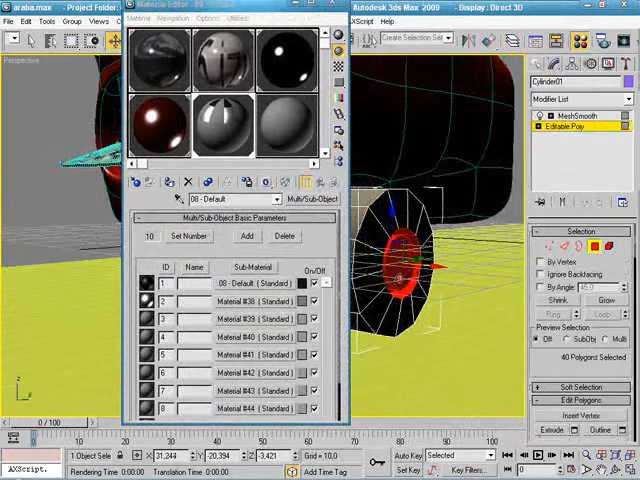 araba.max
Project Folder:
Autodesk 3ds Max 2009
- Display: Direct 3D
Edit
Tools
Group
Views
Material
Navigation
Options
Utilities
AXScript
Help
Create Selection Set
Perspective
Cylinder01
Modifier List
MeshSmooth
Editable Poly
08 - Default
Multi/Sub-Object
Multi/Sub-Object Basic Parameters
10
Set Number
Add
Delete
On/Off
ID
Name
Sub-Material
1
08 - Default ( Standard )
2
Material #38 ( Standard )
3
Material #39 ( Standard )
4
Material #40 ( Standard )
5
Material #41 ( Standard )
6
Material #42 ( Standard )
7
Material #43 ( Standard )
8
Material #44 ( Standard )
Selection
By Vertex
Ignore Backfacing
By Angle:
45,0
Shrink
Grow
Ring
Loop
Preview Selection
Off
SubObj
Multi
40 Polygons Selected
Soft Selection
Edit Polygons
Insert Vertex
Extrude
Outline
0 / 100
0
10
20
30
40
50
60
70
80
90
100
1 Object Sele
X: 31,244
Y: -20,394
Z: -3,421
Grid = 10,0
Auto Key
Selected
Set Key
Key Filters...
0
AXScript.
Rendering Time 0:00:00
Translation Time 0:00:00
Add Time Tag